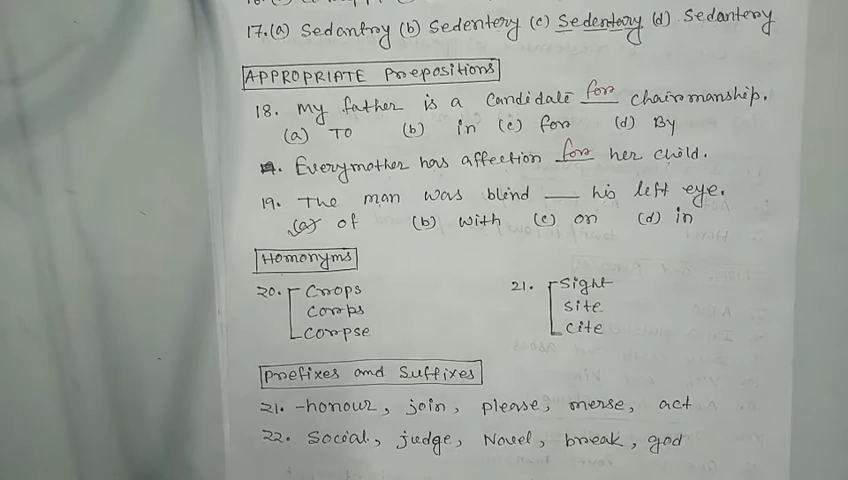 17.(a) Sedantry (b) Sedentery (c) Sedentary (d) Sedantery
APPROPRIATE Prepositions
18. My father is a candidate for chairmanship.
(a) TO (b) in (c) for (d) By
Everymother has affection for her child.
19. The man was blind ___ his left eye.
(a) of (b) with (c) on (d) in
Homonyms
20. Crops 21. Sight
corps site
corpse cite
Prefixes and Suffixes
21. -honour, join, please, merse, act
22. Social, judge, Novel, break, god